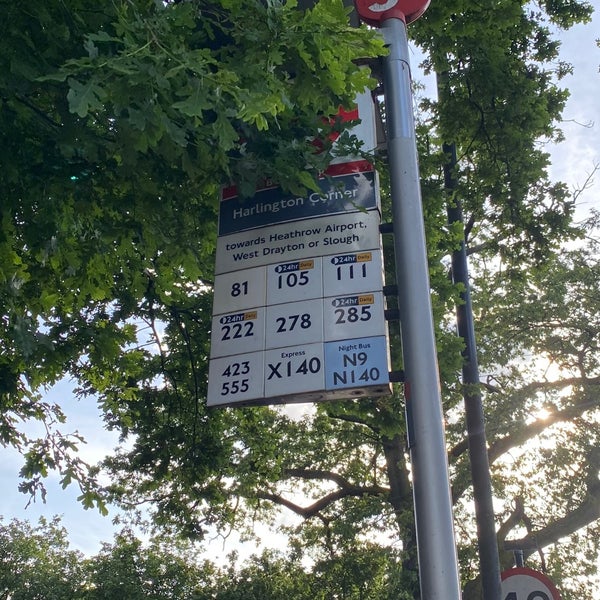 Harlington Corner
towards Heathrow Airport,
West Drayton or Slough
81
24hr Daily
105
24hr Daily
111
24hr Daily
222
278
24hr Daily
285
423
555
Express
X140
Night Bus
N9
N140
40